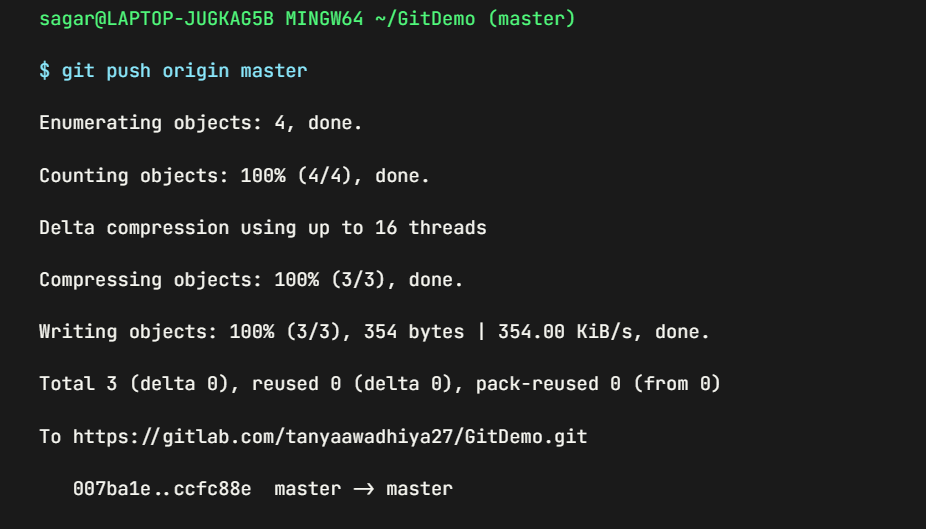 sagar@LAPTOP-JUGKAG5B MINGW64 ~/GitDemo (master)
$ git push origin master
Enumerating objects: 4, done.
Counting objects: 100% (4/4), done.
Delta compression using up to 16 threads
Compressing objects: 100% (3/3), done.
Writing objects: 100% (3/3), 354 bytes | 354.00 KiB/s, done.
Total 3 (delta 0), reused 0 (delta 0), pack-reused 0 (from 0)
To https://gitlab.com/tanyaawadhiya27/GitDemo.git
   007ba1e..ccfc88e  master -> master